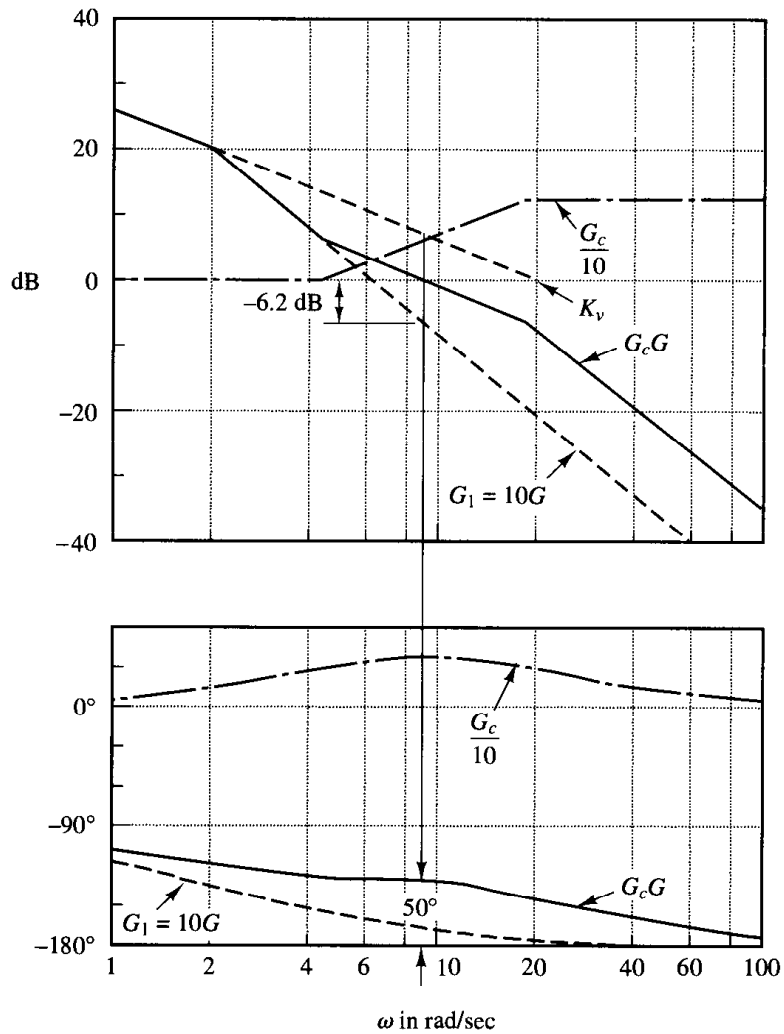 40
20
0
dB
-20
-40
-6.2 dB
G_c
10
K_v
G_cG
G_1 = 10G
0°
-90°
-180°
G_c
10
G_cG
G_1 = 10G
50°
1 2 4 6 10 20 40 60 100
ω in rad/sec